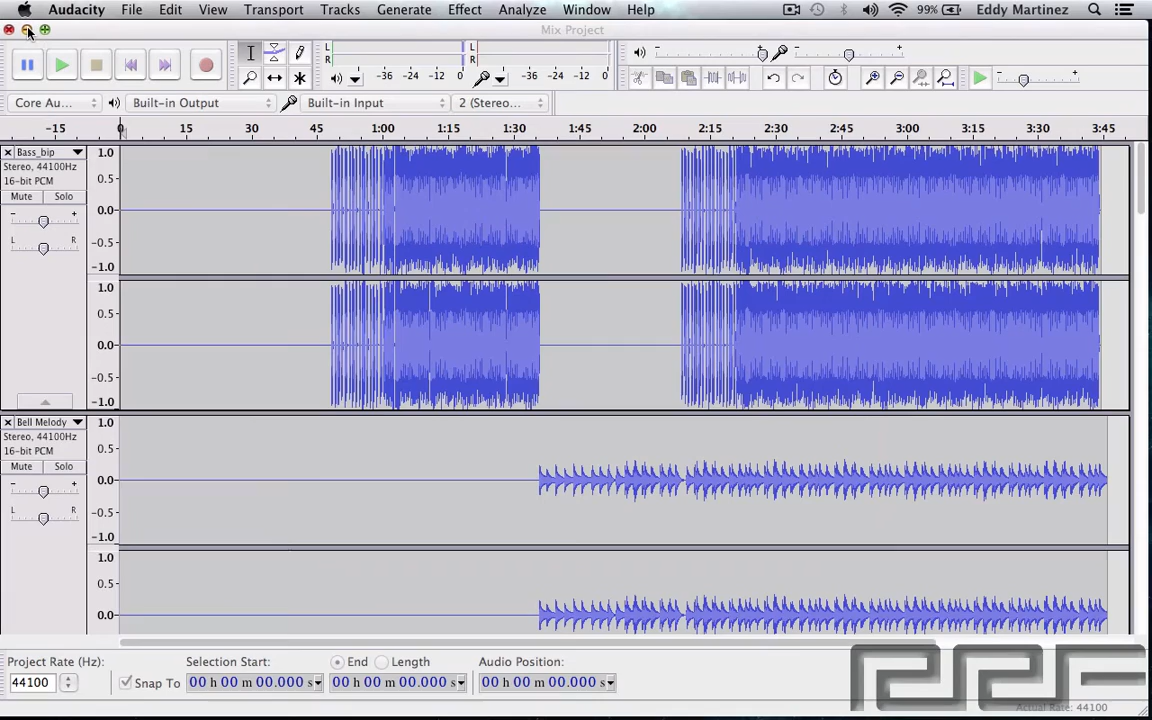 Audacity File Edit View Transport Tracks Generate Effect Analyze Window Help 99% Eddy Martinez
Mix Project
L R -36 -24 -12 0 L R -36 -24 -12 0
Core Au... Built-in Output Built-in Input 2 (Stereo...
-15 0 15 30 45 1:00 1:15 1:30 1:45 2:00 2:15 2:30 2:45 3:00 3:15 3:30 3:45
Bass_bip
Stereo, 44100Hz
16-bit PCM
Mute Solo
- +
L R
1.0
0.5
0.0
-0.5
-1.0
1.0
0.5
0.0
-0.5
-1.0
Bell Melody
Stereo, 44100Hz
16-bit PCM
Mute Solo
- +
L R
1.0
0.5
0.0
-0.5
-1.0
1.0
0.5
0.0
Project Rate (Hz): Selection Start: End Length Audio Position:
44100 Snap To 00 h 00 m 00.000 s 00 h 00 m 00.000 s 00 h 00 m 00.000 s
Actual Rate: 44100